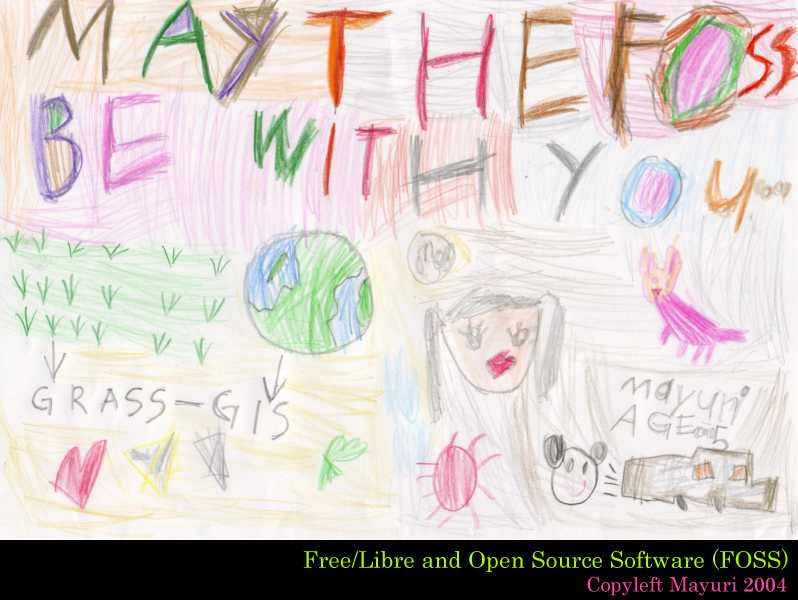 MAY THE FOSS
BE WITH YOU...
GRASS-GIS
mayuri
AGE 5
Free/Libre and Open Source Software (FOSS)
Copyleft Mayuri 2004